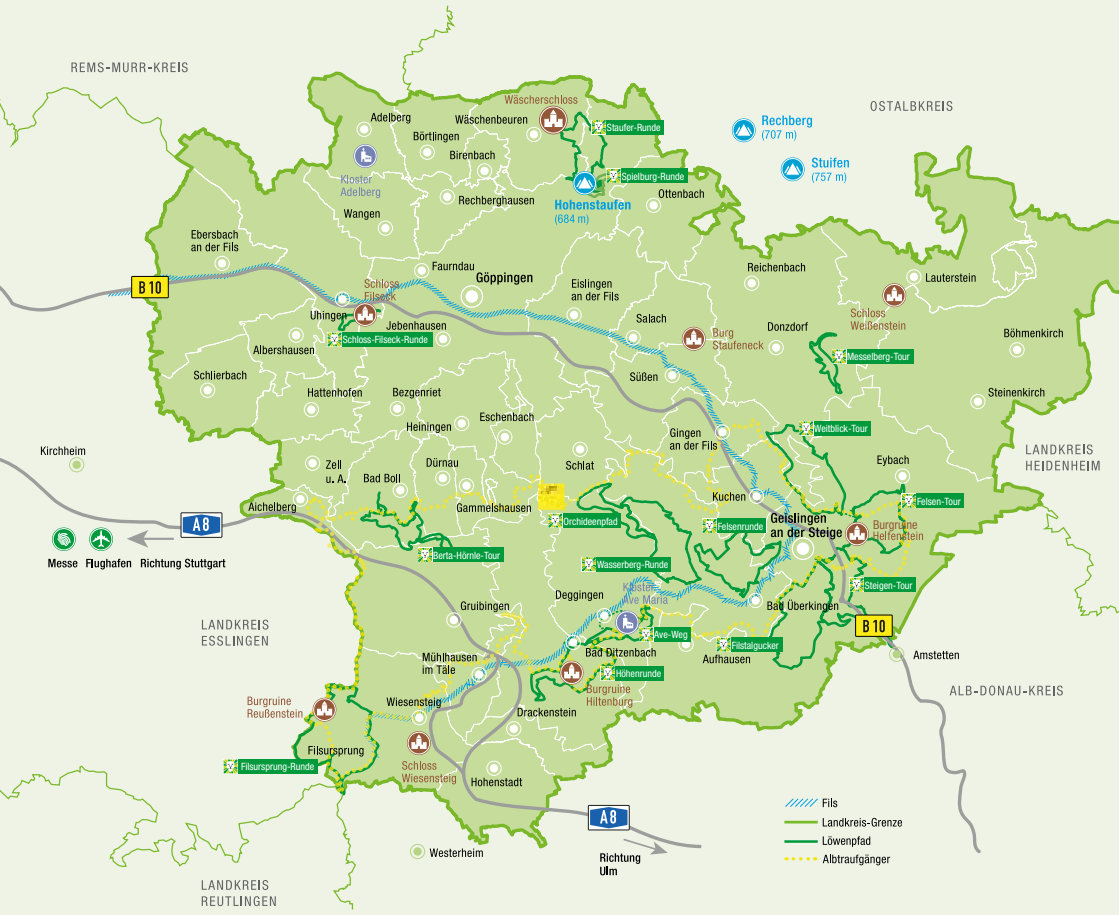 REMS-MURR-KREIS
OSTALBKREIS
Wäscherschloss
Adelberg
Wäschenbeuren
Staufer-Runde
Rechberg
(707 m)
Börtlingen
Birenbach
Stuifen
(757 m)
Kloster
Adelberg
Spielburg-Runde
Rechberghausen
Hohenstaufen
(684 m)
Ottenbach
Wangen
Ebersbach
an der Fils
Faurndau
Göppingen
Reichenbach
Lauterstein
B 10
Schloss
Filseck
Eislingen
an der Fils
Schloss
Weißenstein
Uhingen
Jebenhausen
Salach
Burg
Staufeneck
Donzdorf
Böhmenkirch
Albershausen
Schloss-Filseck-Runde
Messelberg-Tour
Schlierbach
Süßen
Hattenhofen
Bezgenriet
Steinenkirch
Heiningen
Eschenbach
Gingen
an der Fils
Weitblick-Tour
Kirchheim
Zell
u. A.
Bad Boll
Dürnau
Schlat
Eybach
LANDKREIS
HEIDENHEIM
Aichelberg
Gammelshausen
Kuchen
Felsen-Tour
A8
Orchideenpfad
Felsenrunde
Geislingen
an der Steige
Burgruine
Helfenstein
Messe
Flughafen
Richtung Stuttgart
Berta-Hörnle-Tour
Wasserberg-Runde
Steigen-Tour
Kloster
Ave Maria
Deggingen
Gruibingen
Bad Überkingen
LANDKREIS
ESSLINGEN
B 10
Ave-Weg
Filstalgucker
Bad Ditzenbach
Aufhausen
Amstetten
Mühlhausen
im Täle
Höhenrunde
Burgruine
Hiltenburg
ALB-DONAU-KREIS
Burgruine
Reußenstein
Wiesensteig
Drackenstein
Filsursprung
Filsursprung-Runde
Schloss
Wiesensteig
Hohenstadt
A8
Fils
Landkreis-Grenze
Löwenpfad
Albtraufgänger
Westerheim
Richtung
Ulm
LANDKREIS
REUTLINGEN